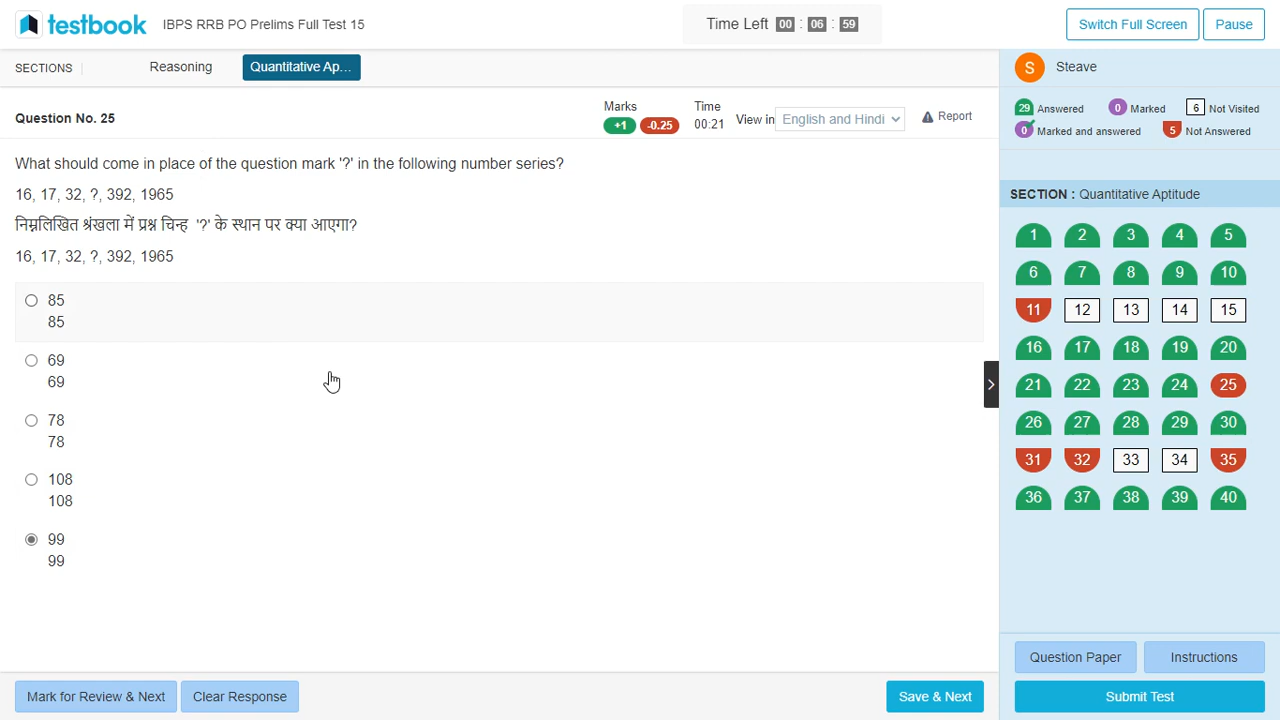 testbook IBPS RRB PO Prelims Full Test 15 Time Left 00 : 06 : 59 Switch Full Screen Pause
SECTIONS Reasoning Quantitative Ap... S Steave
Question No. 25 Marks +1 -0.25 Time 00:21 View in English and Hindi Report
29 Answered 0 Marked 6 Not Visited
0 Marked and answered 5 Not Answered
What should come in place of the question mark '?' in the following number series?
16, 17, 32, ?, 392, 1965
निम्नलिखित श्रंखला में प्रश्न चिन्ह '?' के स्थान पर क्या आएगा?
16, 17, 32, ?, 392, 1965
85
85
69
69
78
78
108
108
99
99
SECTION : Quantitative Aptitude
1 2 3 4 5
6 7 8 9 10
11 12 13 14 15
16 17 18 19 20
21 22 23 24 25
26 27 28 29 30
31 32 33 34 35
36 37 38 39 40
Question Paper Instructions
Mark for Review & Next Clear Response Save & Next Submit Test